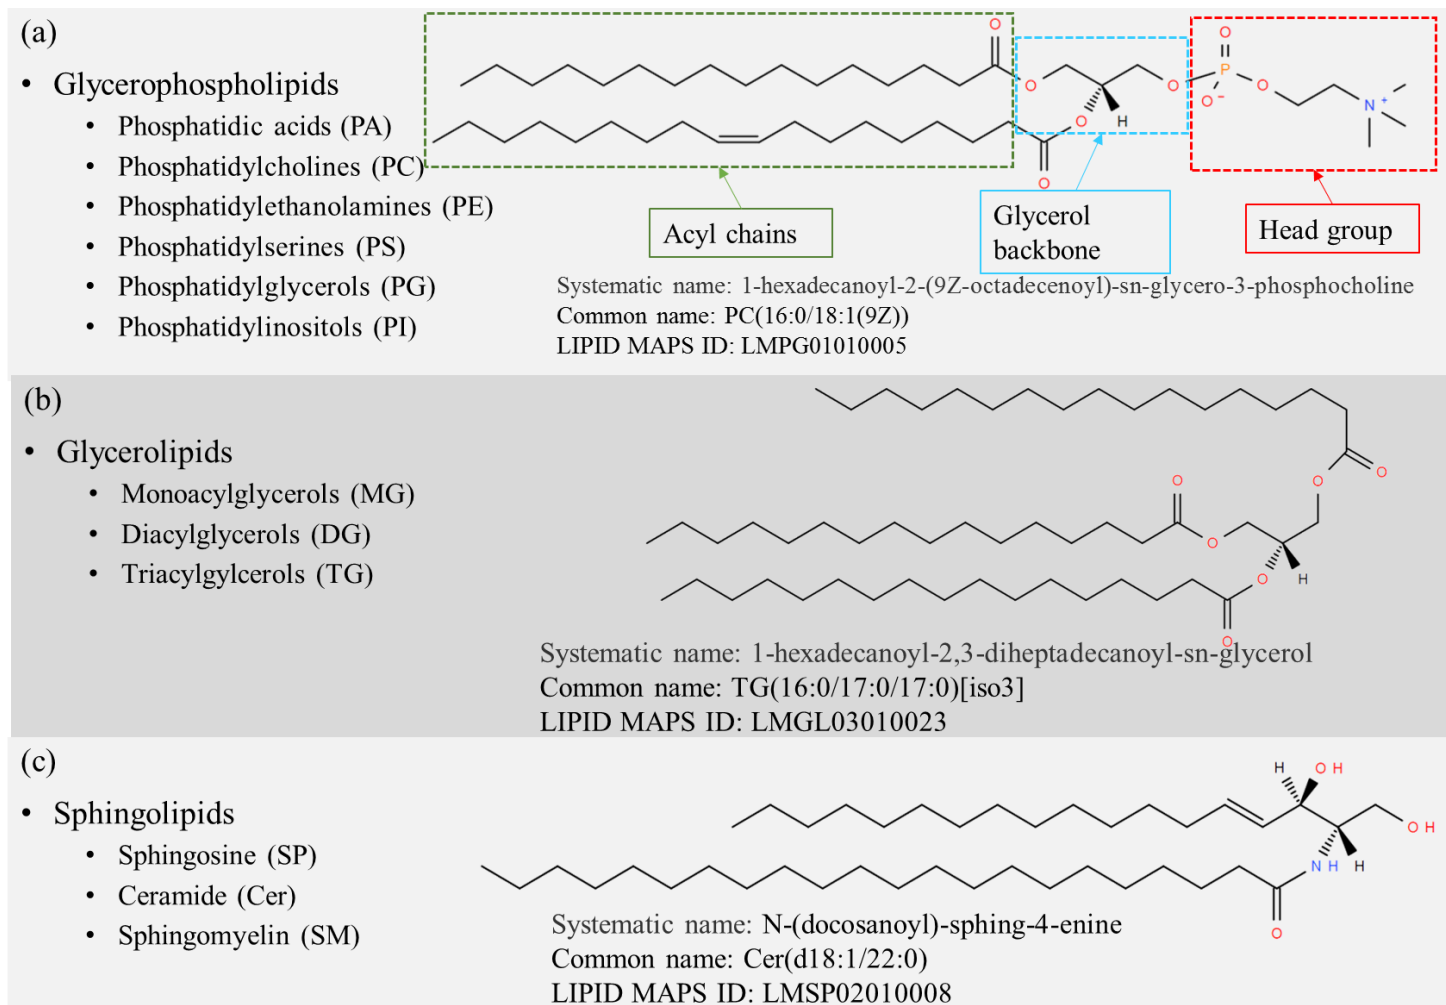 (a)
• Glycerophospholipids
• Phosphatidic acids (PA)
• Phosphatidylcholines (PC)
• Phosphatidylethanolamines (PE)
• Phosphatidylserines (PS)
• Phosphatidylglycerols (PG)
• Phosphatidylinositols (PI)
O
O
O
O
O
P
O
O⁻
O
N⁺
H
Acyl chains
Glycerol
backbone
Head group
Systematic name: 1-hexadecanoyl-2-(9Z-octadecenoyl)-sn-glycero-3-phosphocholine
Common name: PC(16:0/18:1(9Z))
LIPID MAPS ID: LMPG01010005
(b)
• Glycerolipids
• Monoacylglycerols (MG)
• Diacylglycerols (DG)
• Triacylgylcerols (TG)
O
O
O
O
O
H
O
Systematic name: 1-hexadecanoyl-2,3-diheptadecanoyl-sn-glycerol
Common name: TG(16:0/17:0/17:0)[iso3]
LIPID MAPS ID: LMGL03010023
(c)
• Sphingolipids
• Sphingosine (SP)
• Ceramide (Cer)
• Sphingomyelin (SM)
H
OH
OH
NH
H
O
Systematic name: N-(docosanoyl)-sphing-4-enine
Common name: Cer(d18:1/22:0)
LIPID MAPS ID: LMSP02010008